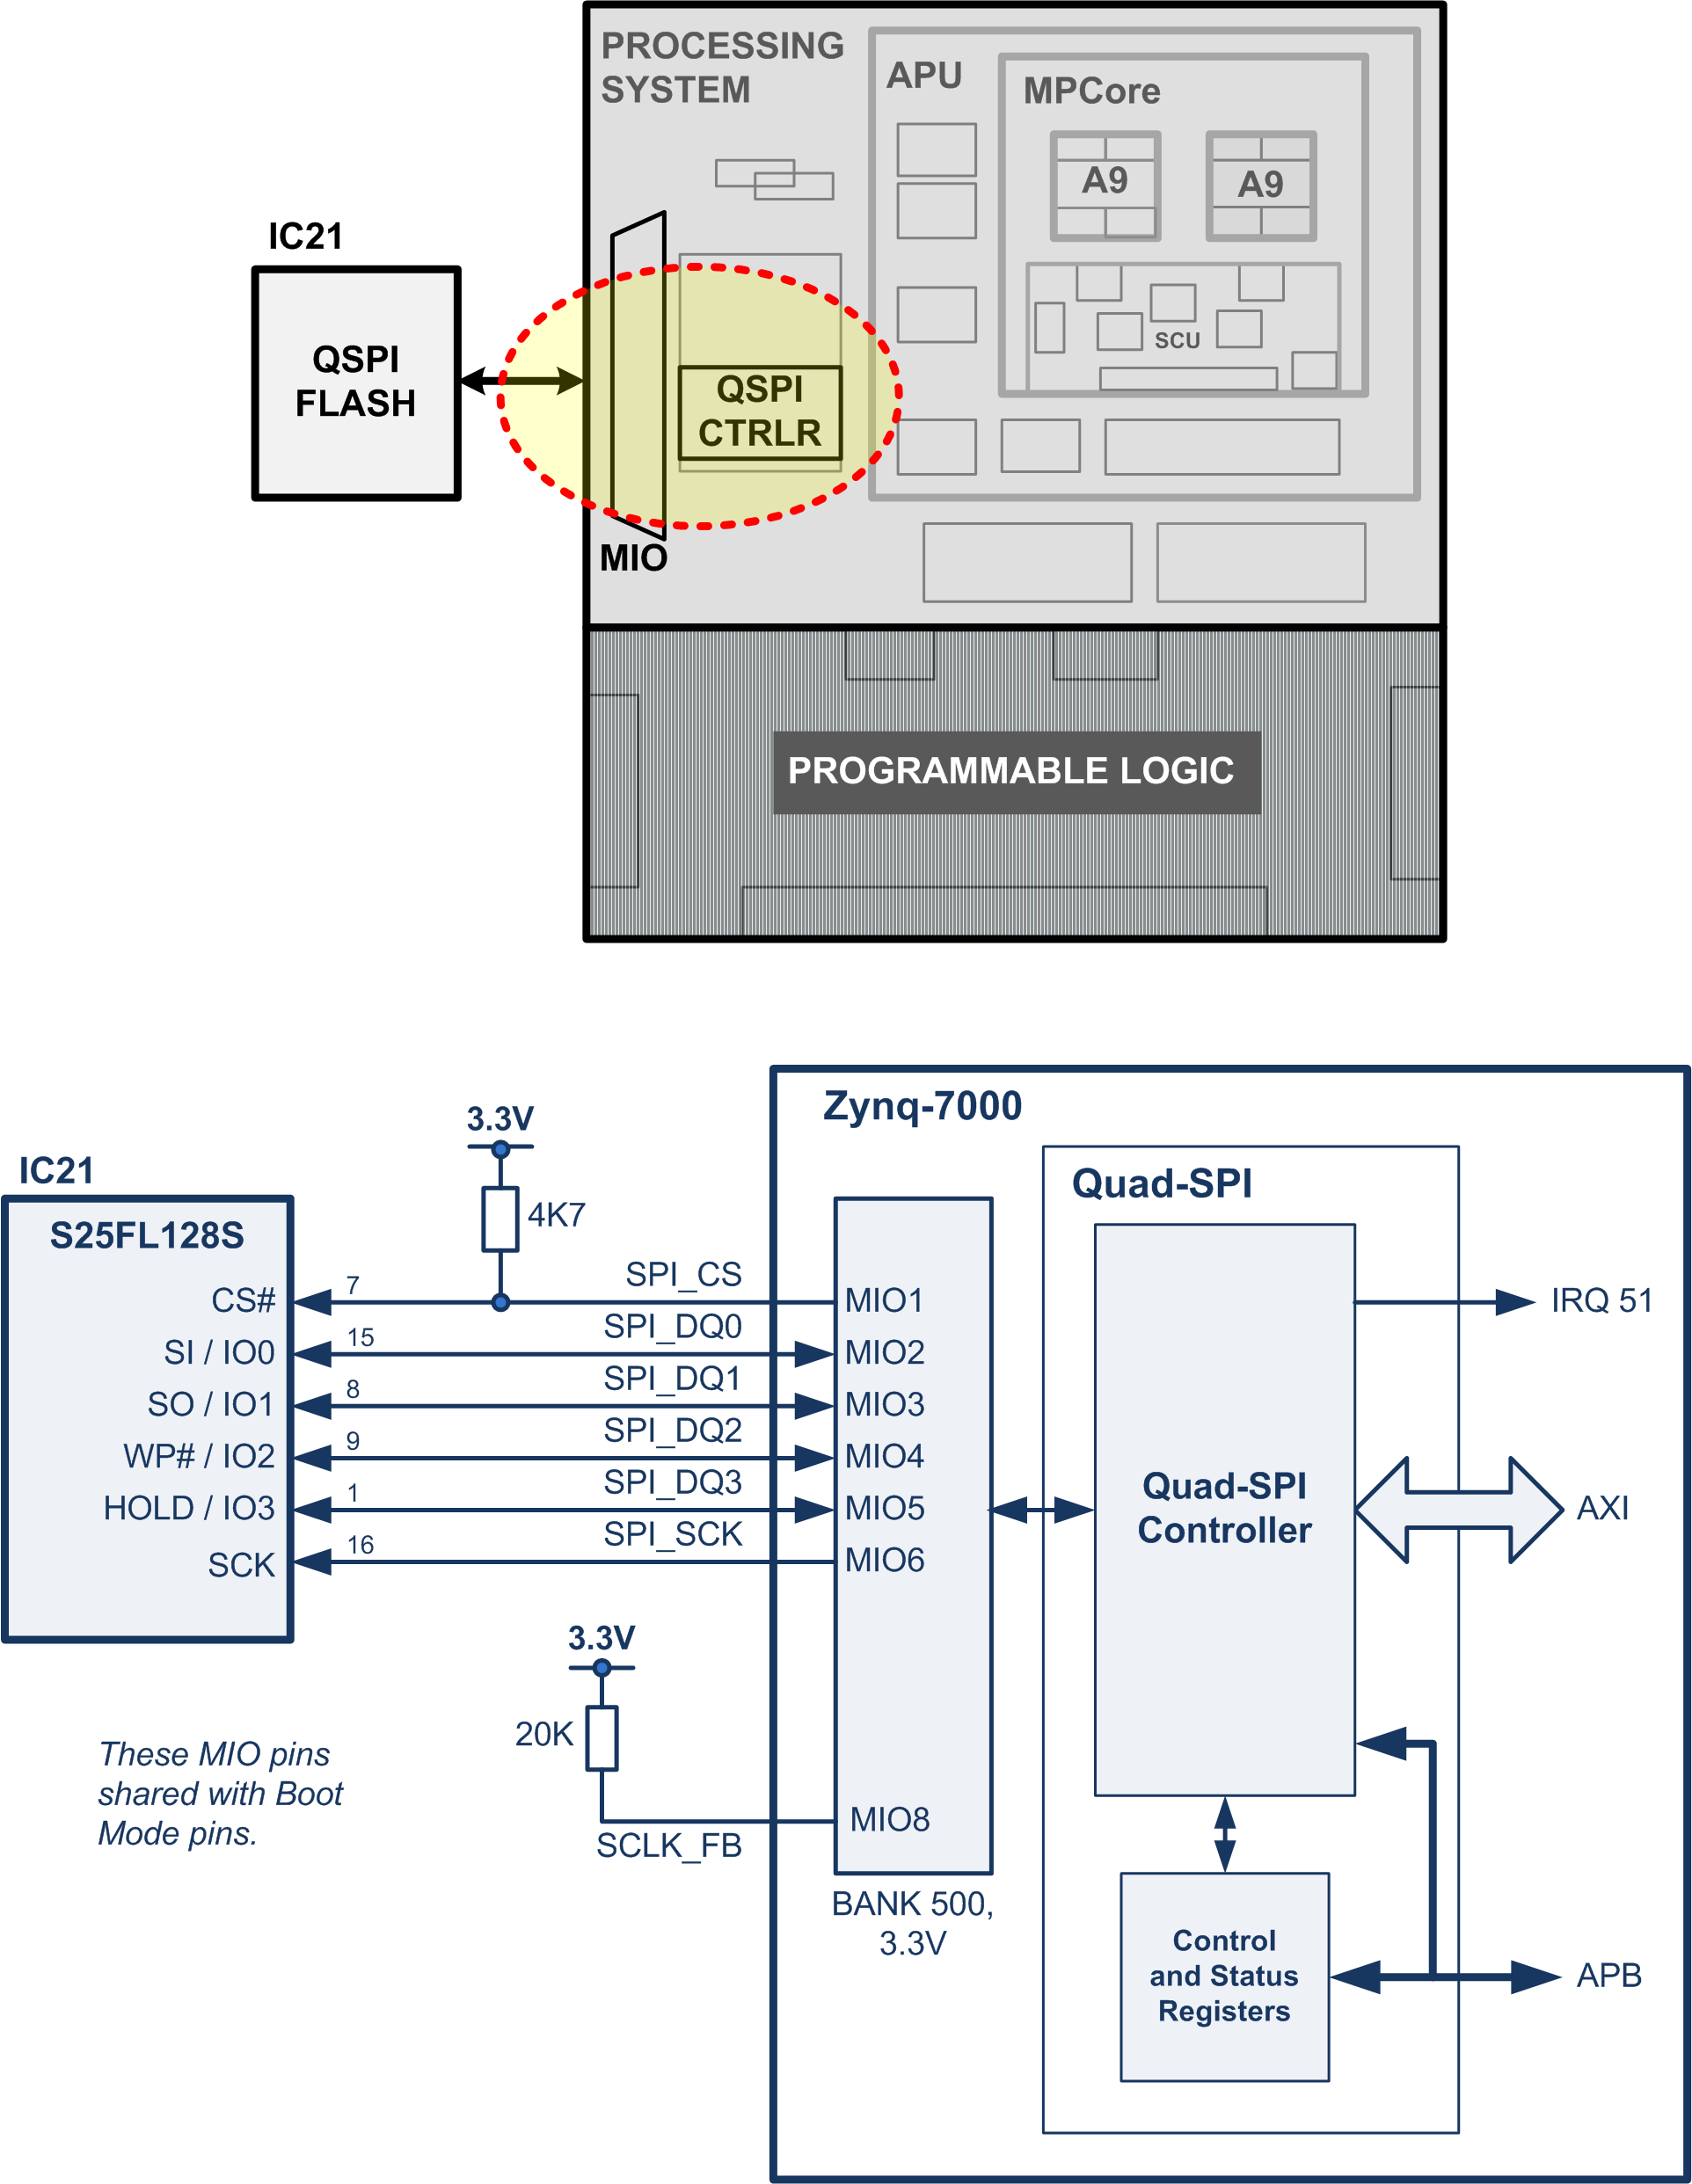 PROCESSING
SYSTEM
APU
MPCore
A9
A9
SCU
IC21
QSPI
FLASH
QSPI
CTRLR
MIO
PROGRAMMABLE LOGIC
Zynq-7000
3.3V
4K7
IC21
S25FL128S
Quad-SPI
CS#
7
SPI_CS
MIO1
IRQ 51
SI / IO0
15
SPI_DQ0
MIO2
SO / IO1
8
SPI_DQ1
MIO3
WP# / IO2
9
SPI_DQ2
MIO4
HOLD / IO3
1
SPI_DQ3
MIO5
SCK
16
SPI_SCK
MIO6
Quad-SPI
Controller
AXI
3.3V
20K
These MIO pins
shared with Boot
Mode pins.
SCLK_FB
MIO8
BANK 500,
3.3V
Control
and Status
Registers
APB